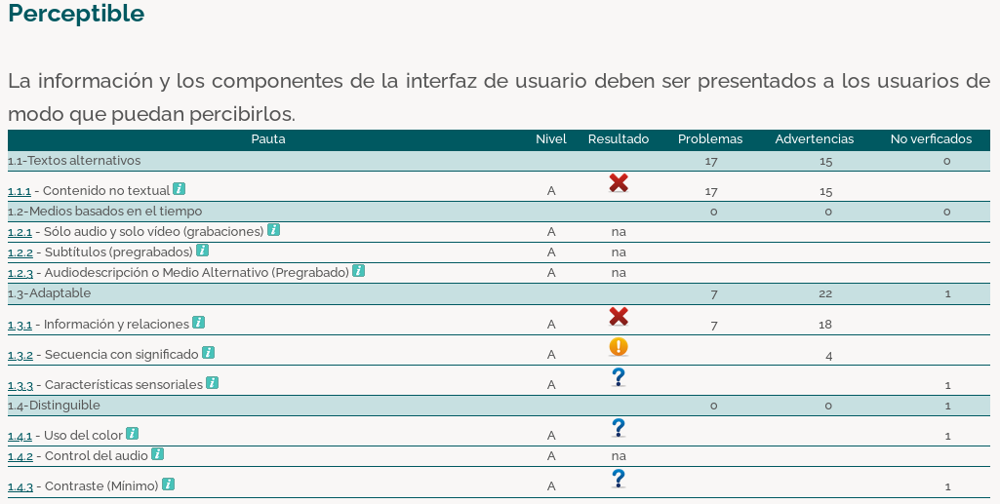 Perceptible
La información y los componentes de la interfaz de usuario deben ser presentados a los usuarios de
modo que puedan percibirlos.
Pauta Nivel Resultado Problemas Advertencias No verficados
1.1-Textos alternativos 17 15 0
1.1.1 - Contenido no textual i A 17 15
1.2-Medios basados en el tiempo 0 0 0
1.2.1 - Sólo audio y solo vídeo (grabaciones) i A na
1.2.2 - Subtítulos (pregrabados) i A na
1.2.3 - Audiodescripción o Medio Alternativo (Pregrabado) i A na
1.3-Adaptable 7 22 1
1.3.1 - Información y relaciones i A 7 18
1.3.2 - Secuencia con significado i A ! 4
1.3.3 - Características sensoriales i A ? 1
1.4-Distinguible 0 0 1
1.4.1 - Uso del color i A ? 1
1.4.2 - Control del audio i A na
1.4.3 - Contraste (Mínimo) i A ? 1